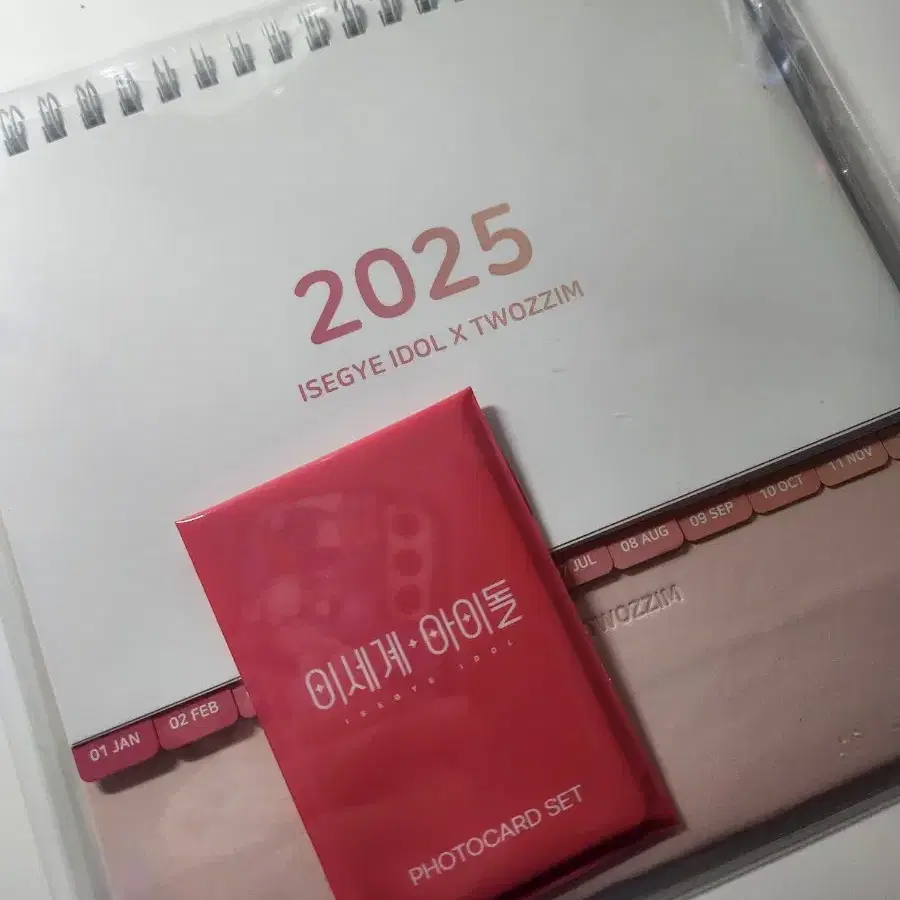 2025
ISEGYE IDOL X TWOZZIM
이세계 아이돌
ISEGYE IDOL
PHOTOCARD SET
01 JAN
02 FEB
7 JUL
08 AUG
09 SEP
10 OCT
11 NOV
TWOZZIM